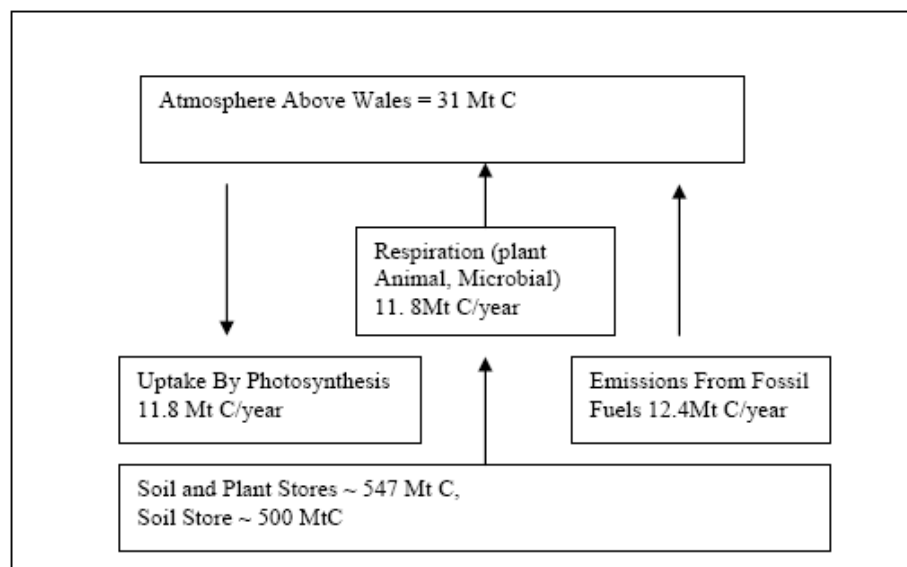 Atmosphere Above Wales = 31 Mt C
Respiration (plant
Animal, Microbial)
11. 8Mt C/year
Uptake By Photosynthesis
11.8 Mt C/year
Emissions From Fossil
Fuels 12.4Mt C/year
Soil and Plant Stores ~ 547 Mt C,
Soil Store ~ 500 MtC